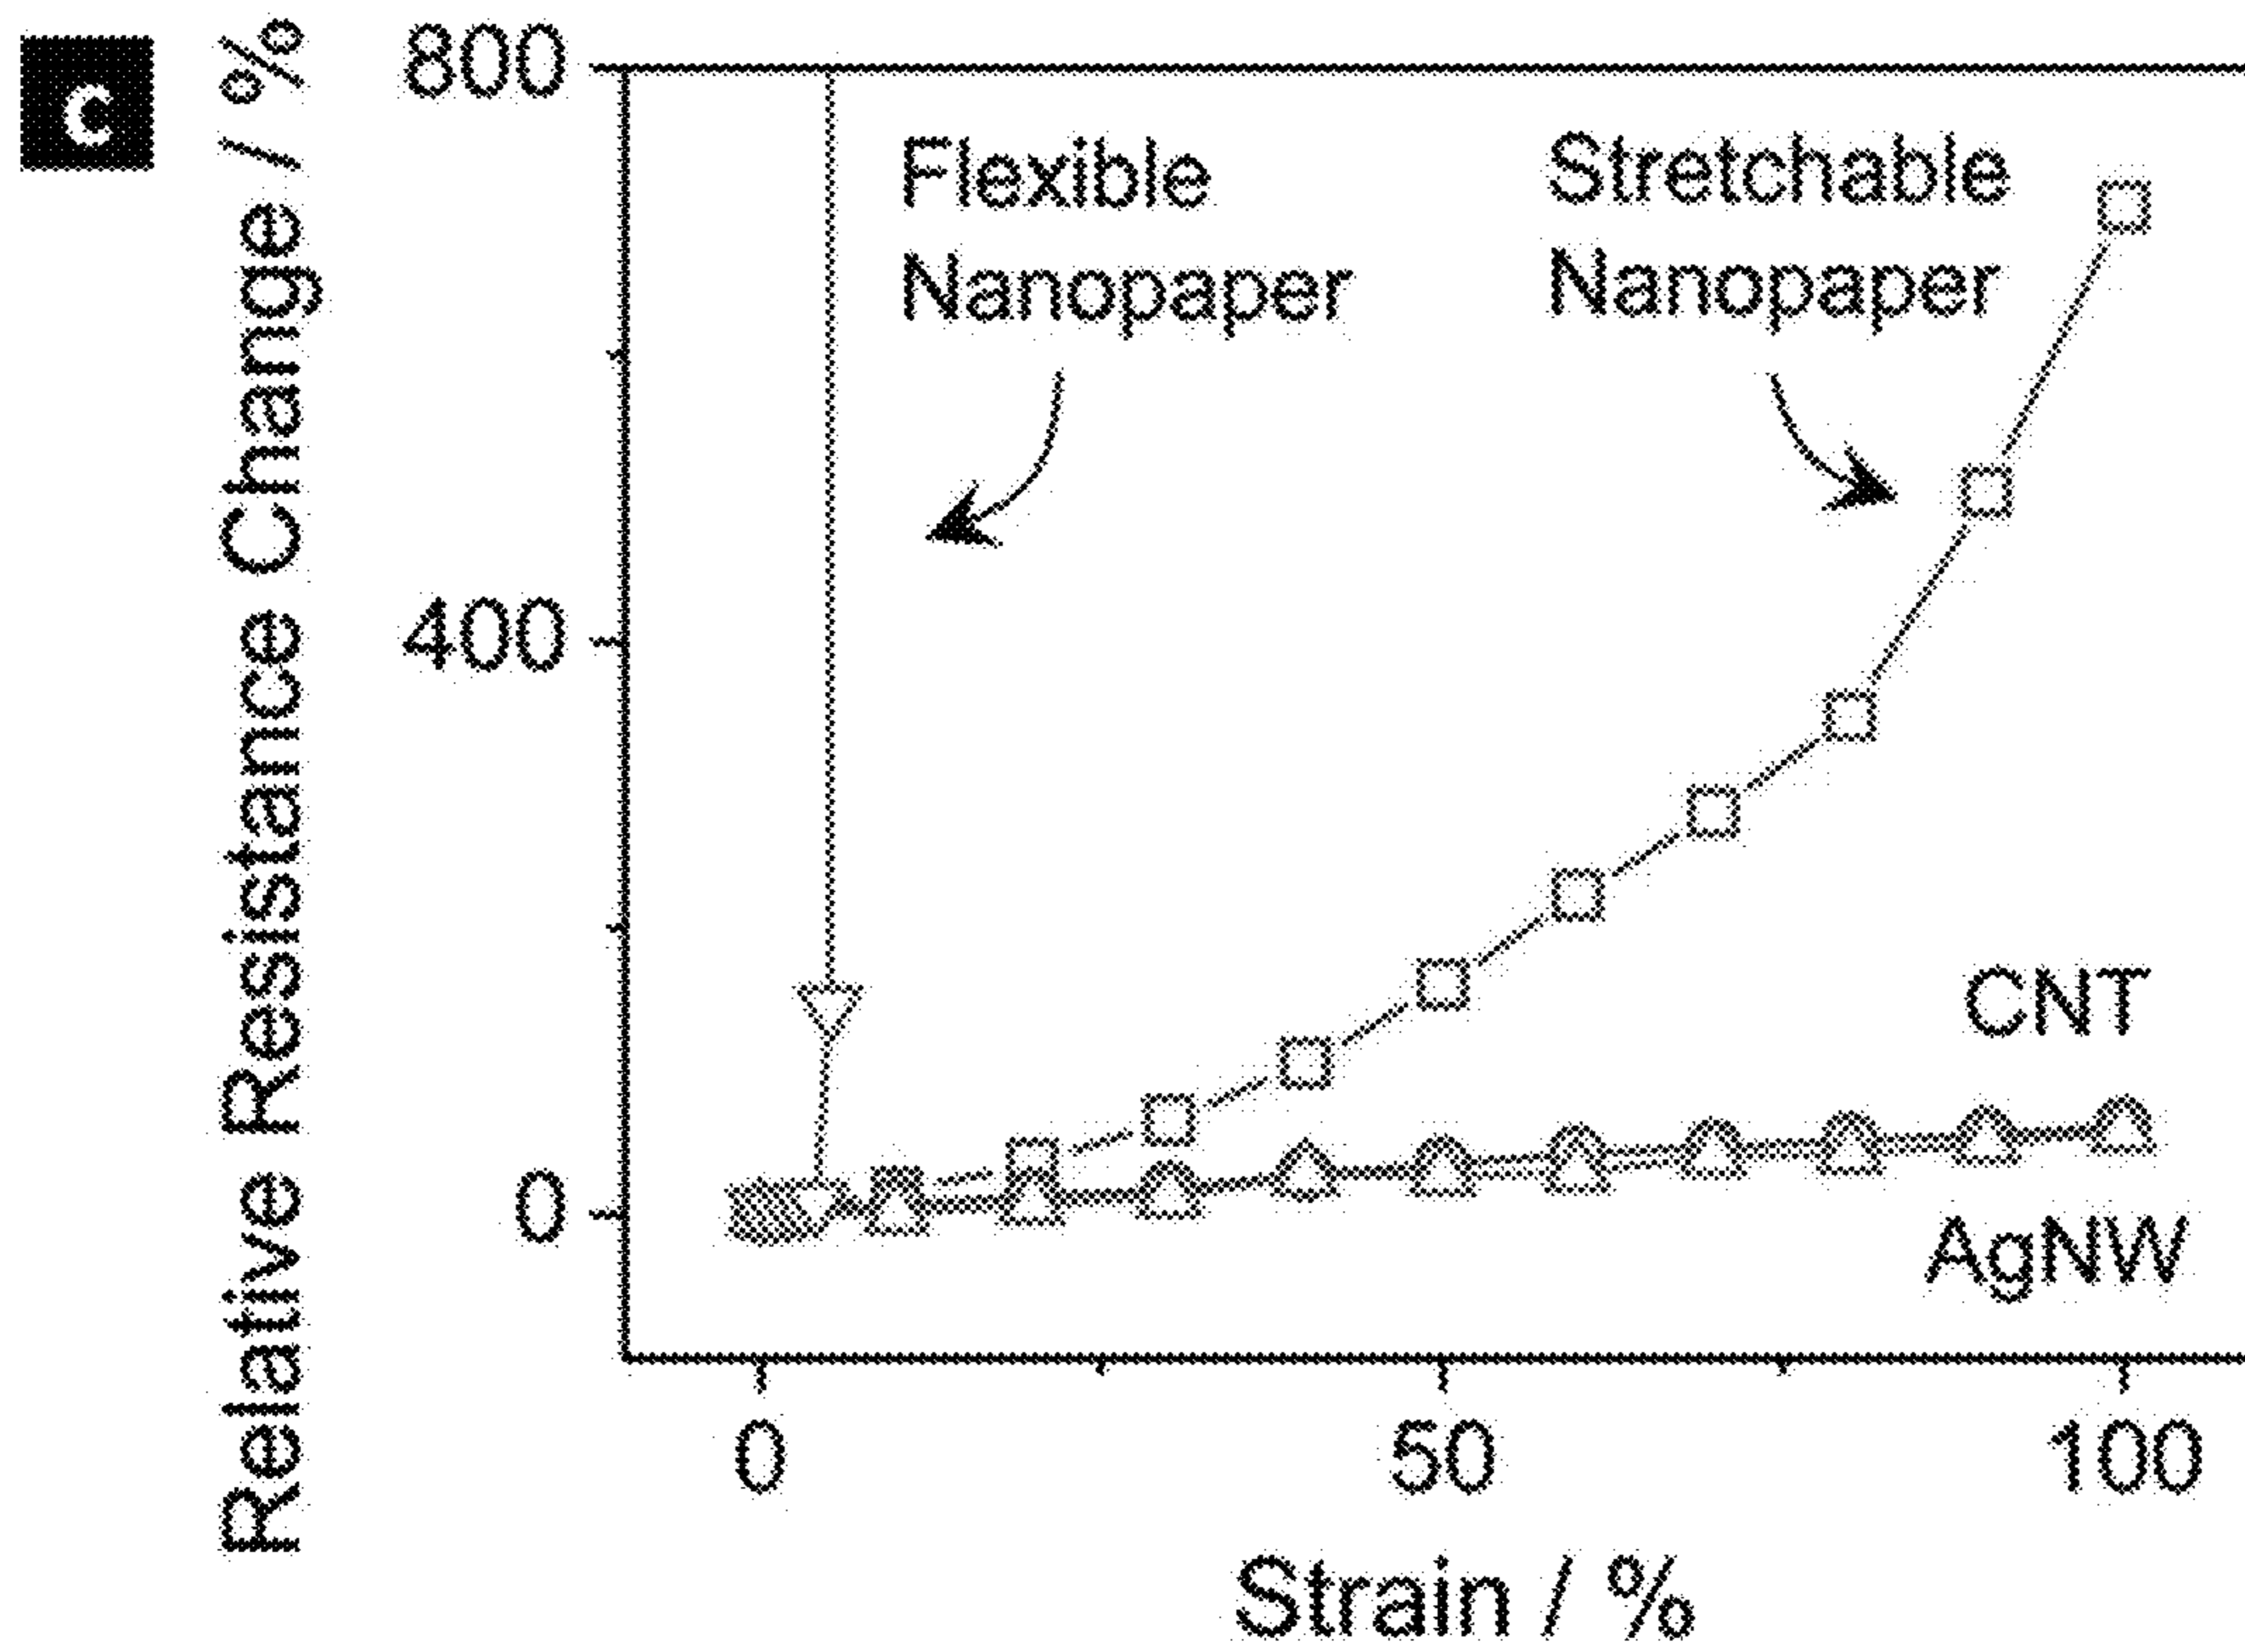 c
Relative Resistance Change / %
800
400
0
Flexible
Nanopaper
Stretchable
Nanopaper
CNT
AgNW
0
50
100
Strain / %